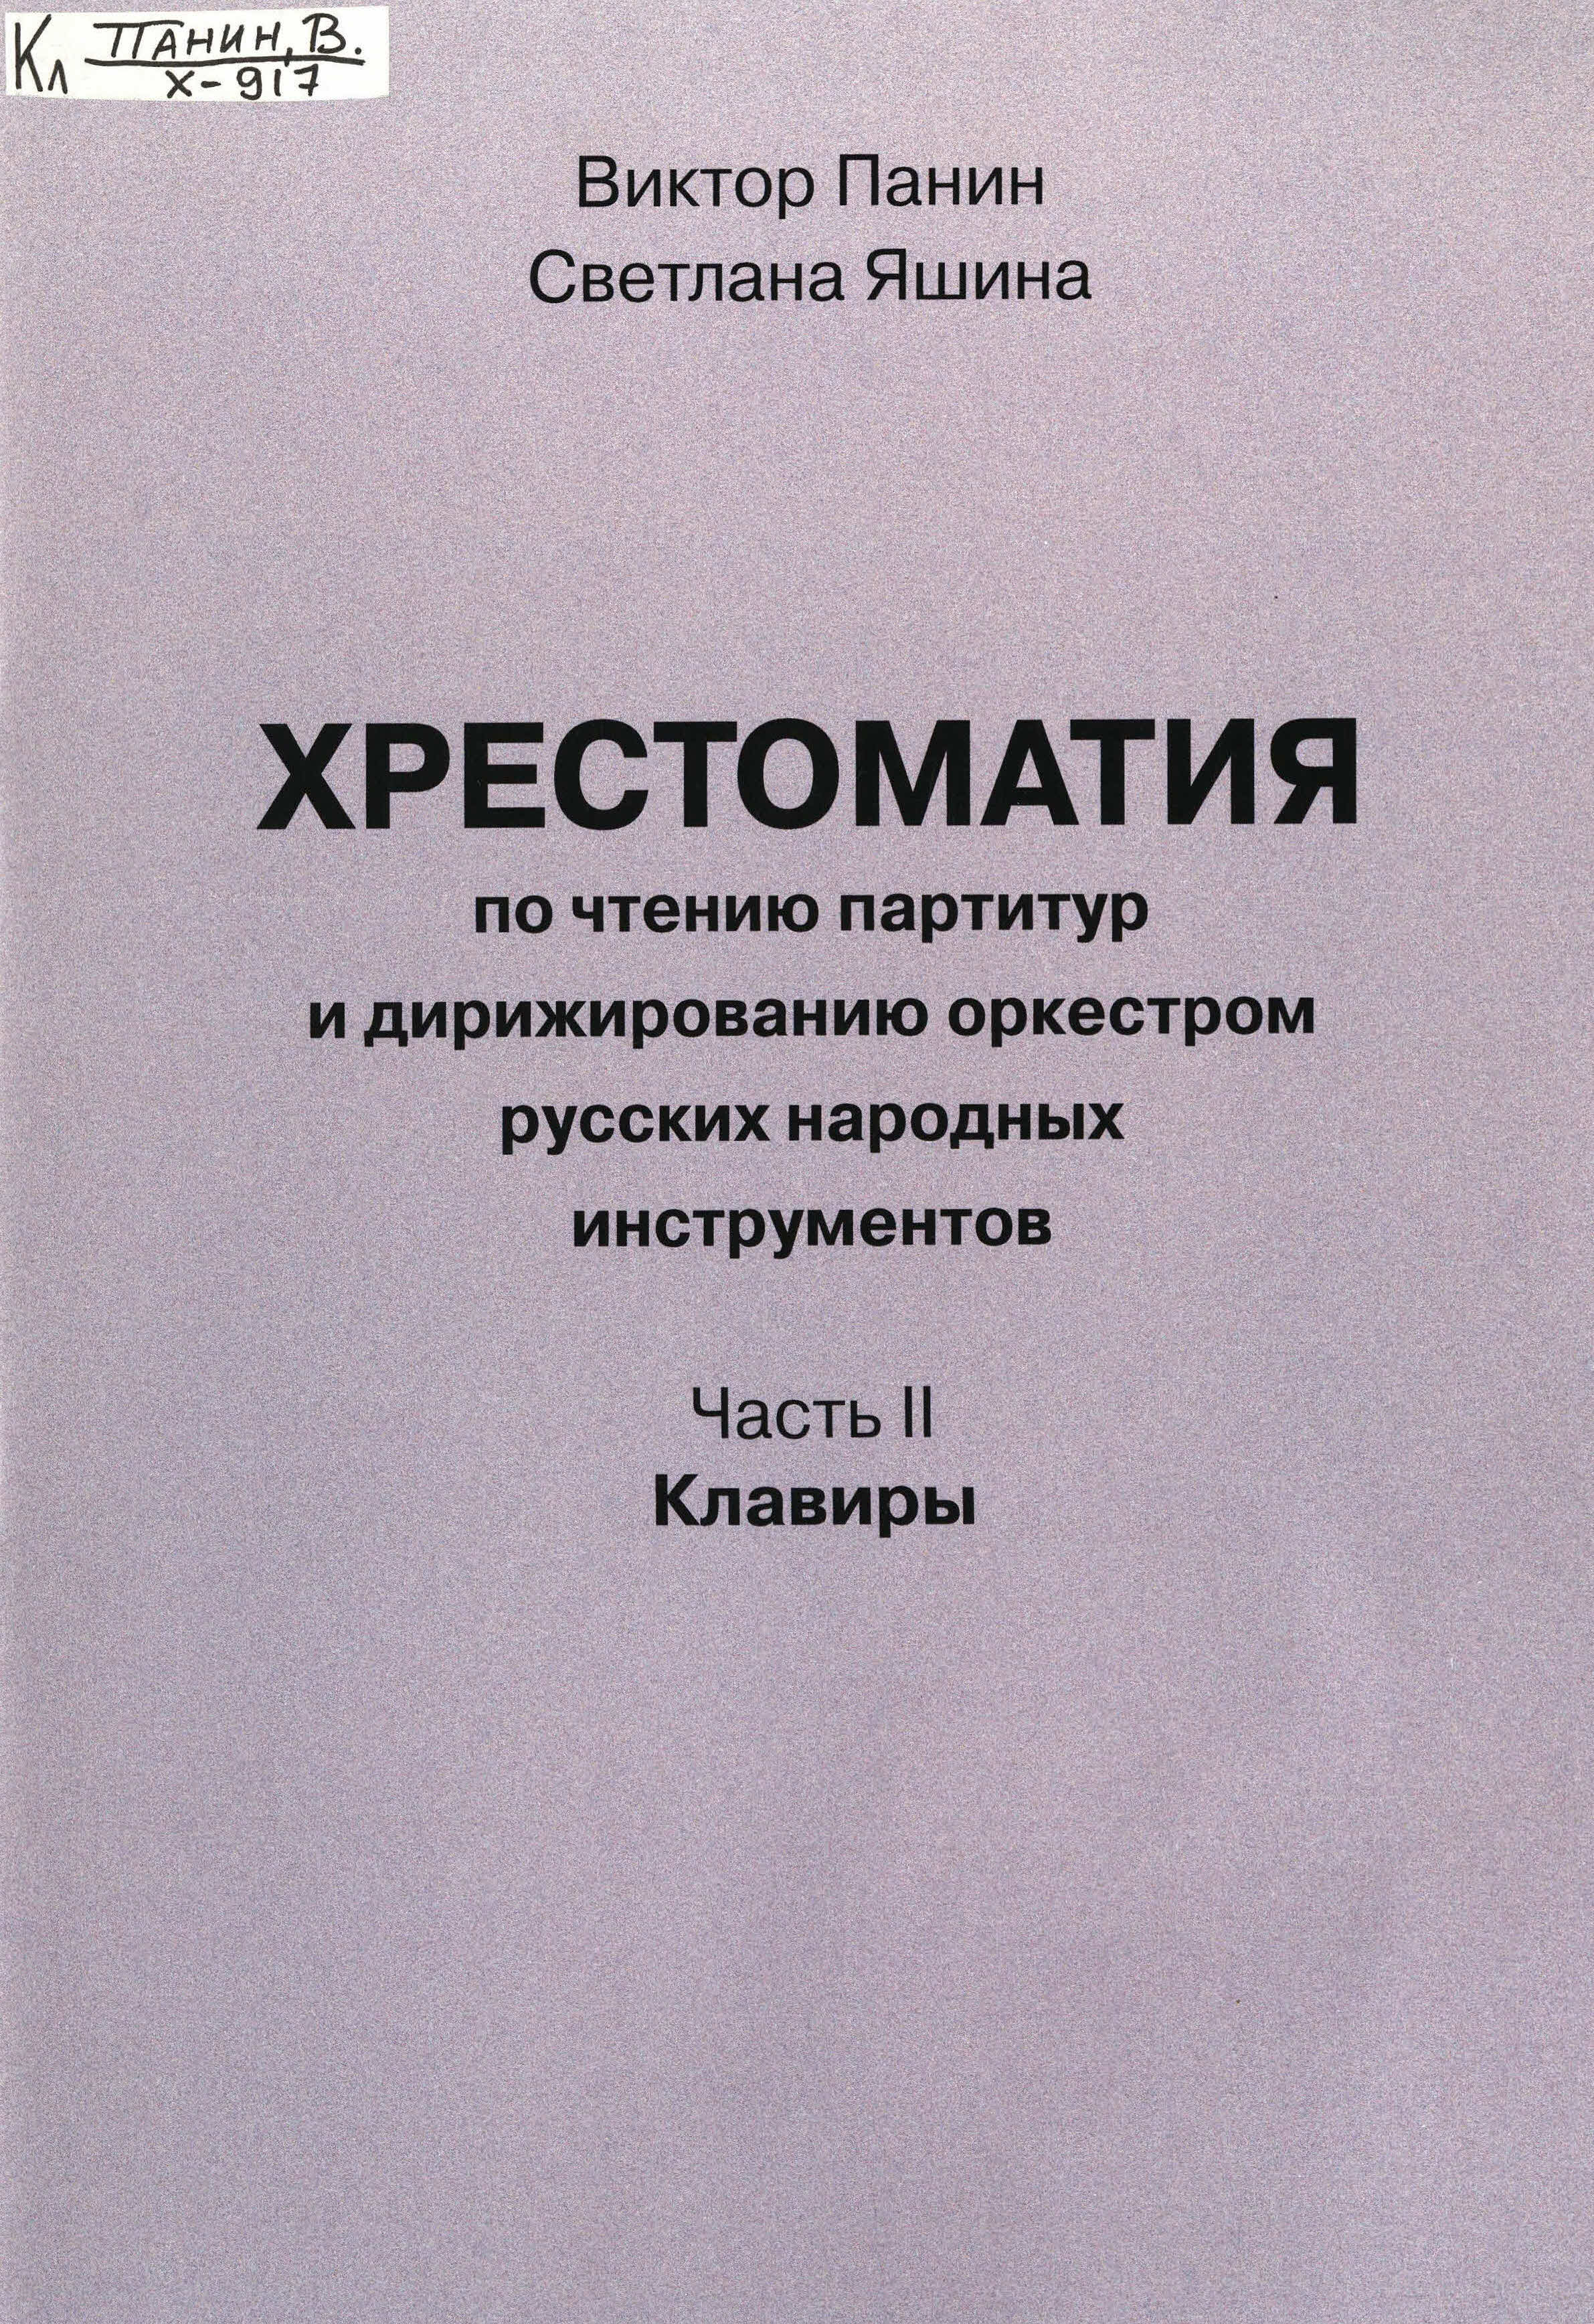 Кл Панин, В.
х-917
Виктор Панин
Светлана Яшина
ХРЕСТОМАТИЯ
по чтению партитур
и дирижированию оркестром
русских народных
инструментов
Часть II
Клавиры